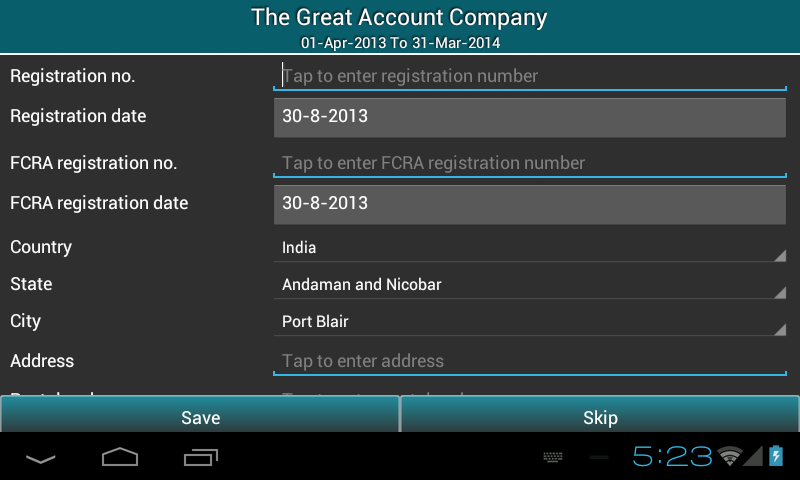 The Great Account Company
01-Apr-2013 To 31-Mar-2014
Registration no. Tap to enter registration number
Registration date 30-8-2013
FCRA registration no. Tap to enter FCRA registration number
FCRA registration date 30-8-2013
Country India
State Andaman and Nicobar
City Port Blair
Address Tap to enter address
Save Skip
5:23